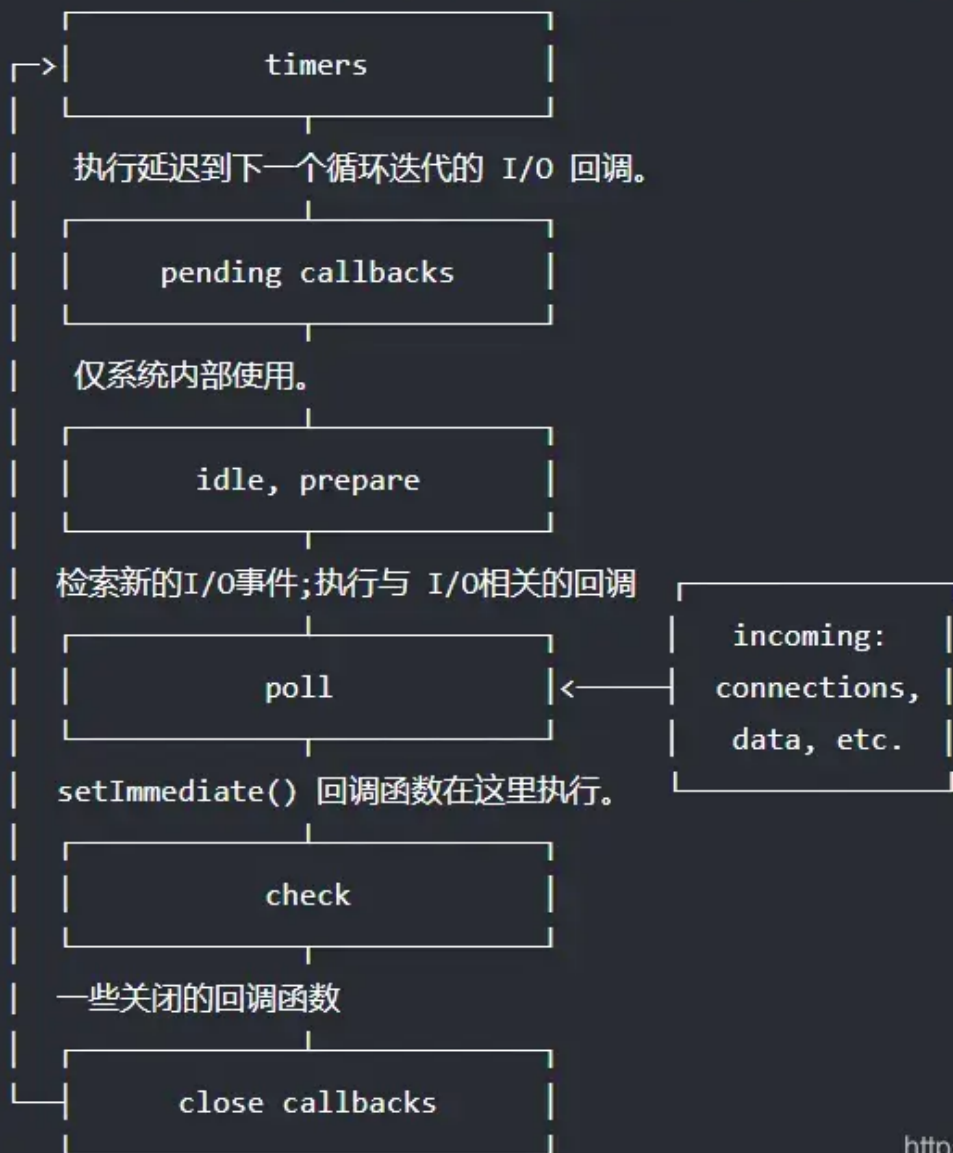 timers
执行延迟到下一个循环迭代的 I/O 回调。
pending callbacks
仅系统内部使用。
idle, prepare
检索新的I/O事件;执行与 I/O相关的回调
incoming:
poll
connections,
data, etc.
setImmediate() 回调函数在这里执行。
check
一些关闭的回调函数
close callbacks
http